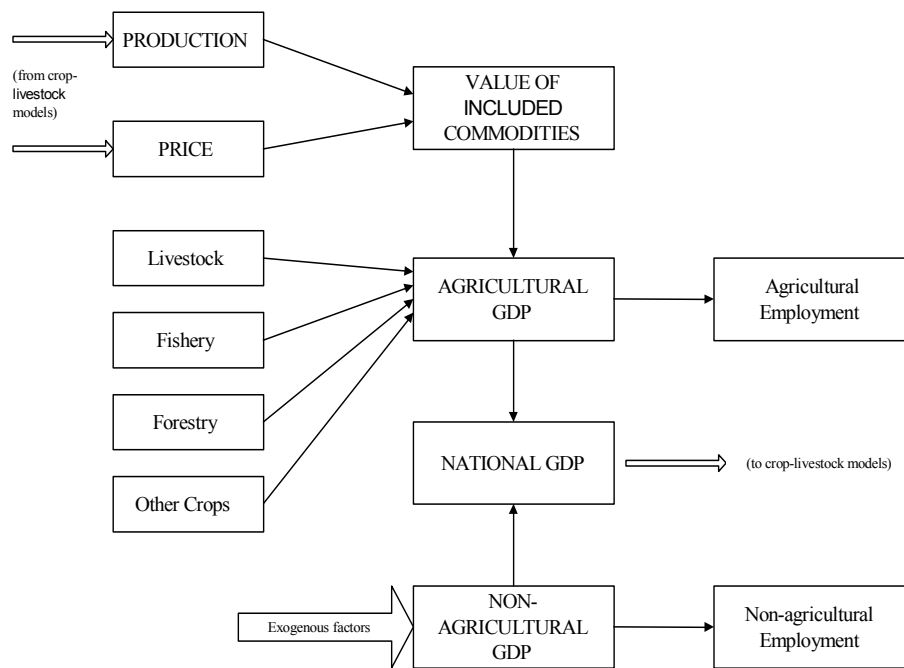 PRODUCTION
(from crop-
livestock
models)
PRICE
VALUE OF
INCLUDED
COMMODITIES
Livestock
Fishery
Forestry
Other Crops
AGRICULTURAL
GDP
Agricultural
Employment
NATIONAL GDP
(to crop-livestock models)
Exogenous factors
NON-
AGRICULTURAL
GDP
Non-agricultural
Employment